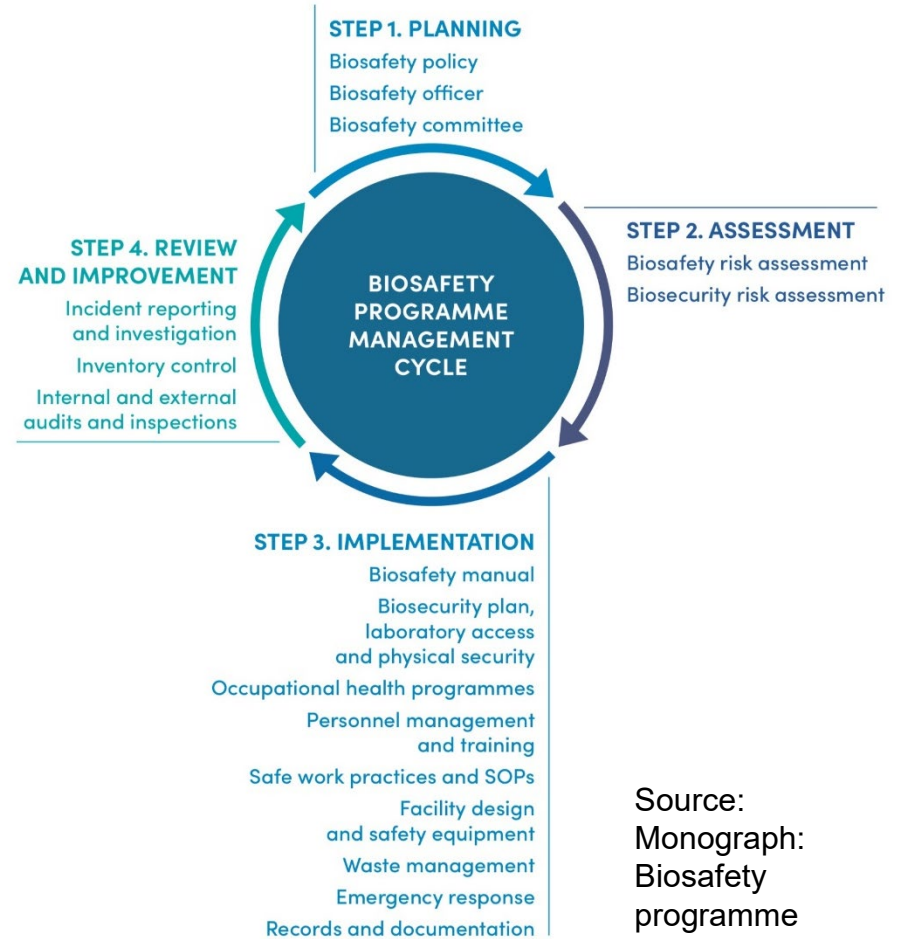 STEP 1. PLANNING
Biosafety policy
Biosafety officer
Biosafety committee
STEP 2. ASSESSMENT
Biosafety risk assessment
Biosecurity risk assessment
STEP 4. REVIEW
AND IMPROVEMENT
Incident reporting
and investigation
Inventory control
Internal and external
audits and inspections
BIOSAFETY
PROGRAMME
MANAGEMENT
CYCLE
STEP 3. IMPLEMENTATION
Biosafety manual
Biosecurity plan,
laboratory access
and physical security
Occupational health programmes
Personnel management
and training
Safe work practices and SOPs
Facility design
and safety equipment
Waste management
Emergency response
Records and documentation
Source:
Monograph:
Biosafety
programme